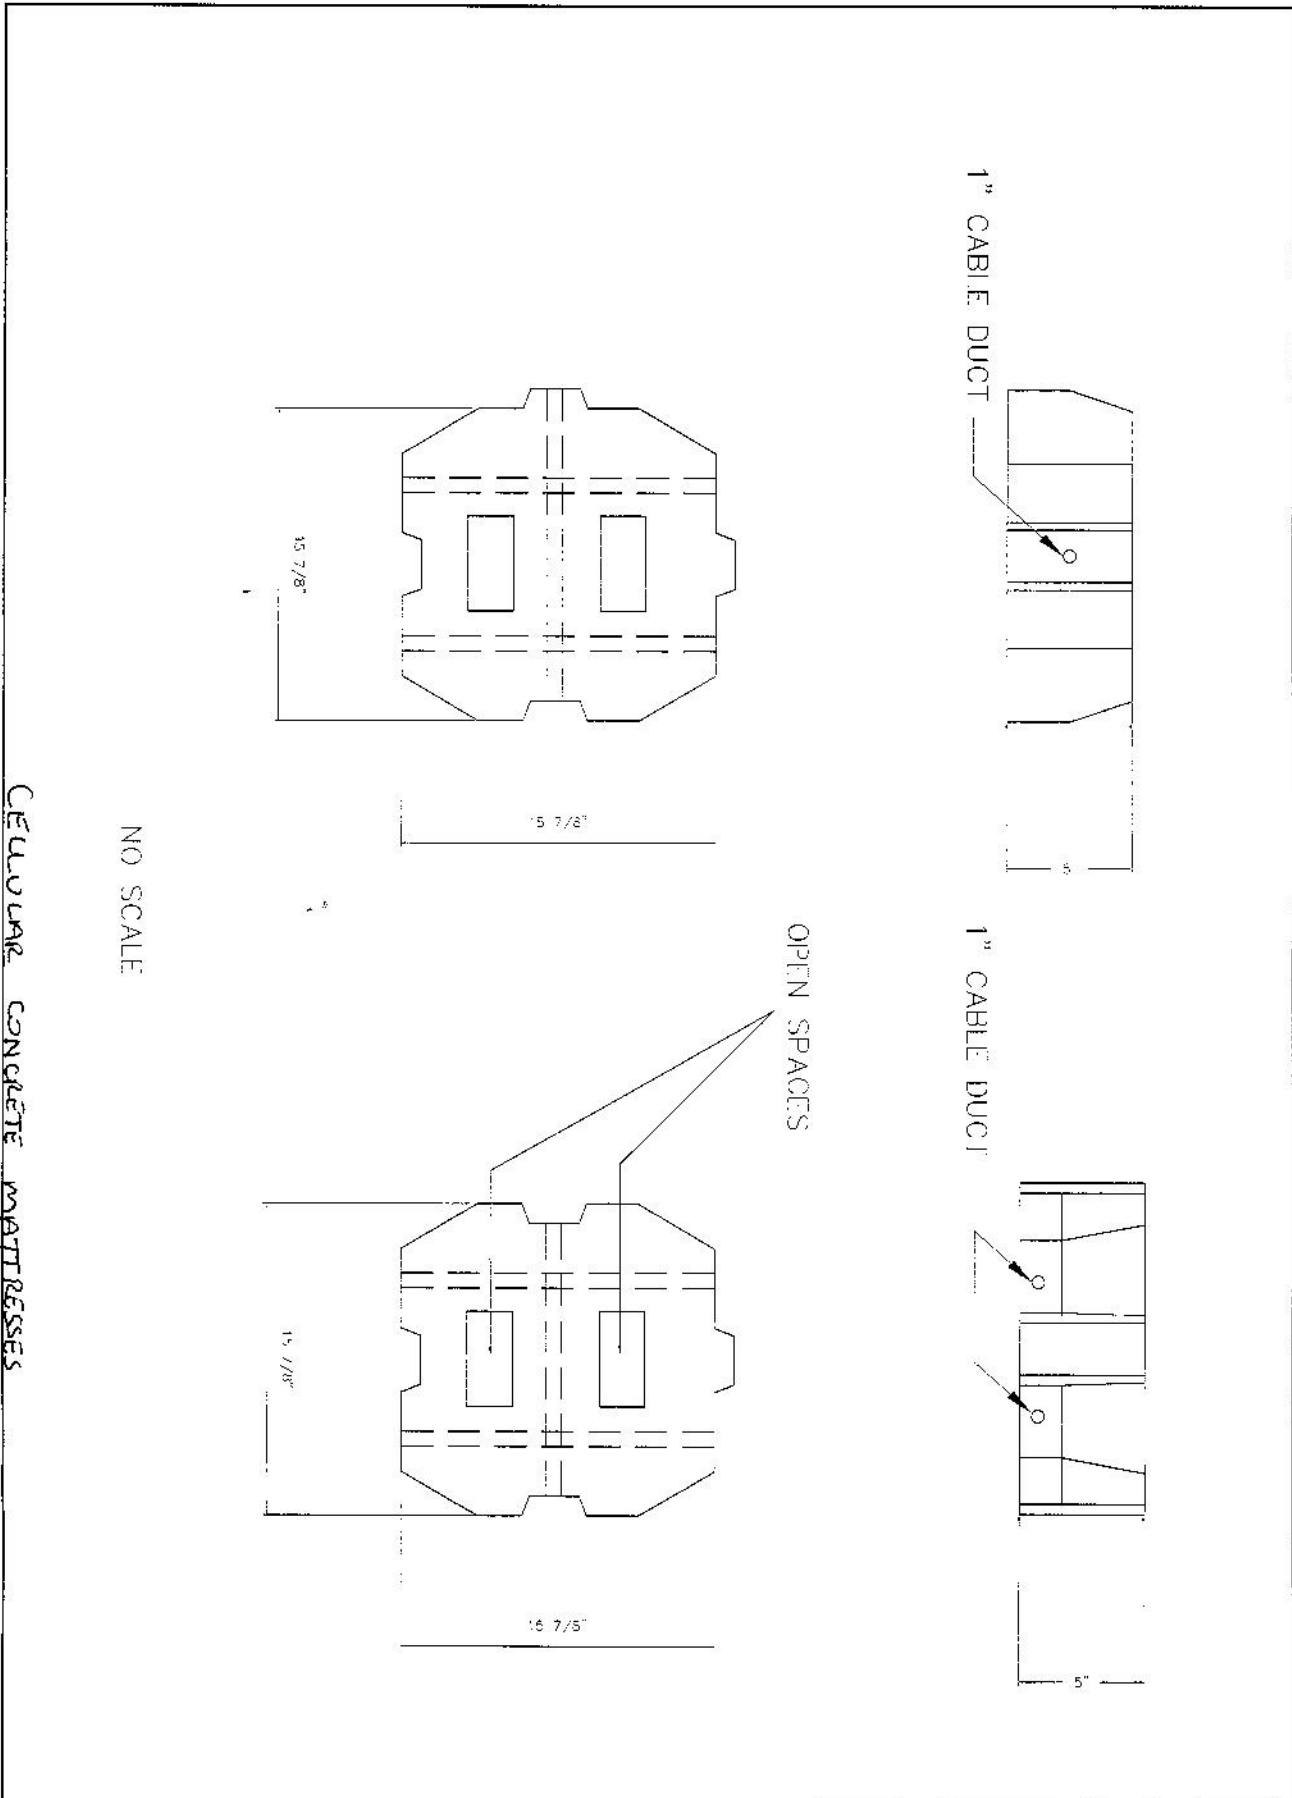 5
5"
1" CABLE DUCT
1" CABLE DUCT
OPEN SPACES
15 7/8"
15 7/8"
15 7/8"
15 7/8"
NO SCALE
CELLULAR CONCRETE MATTRESSES